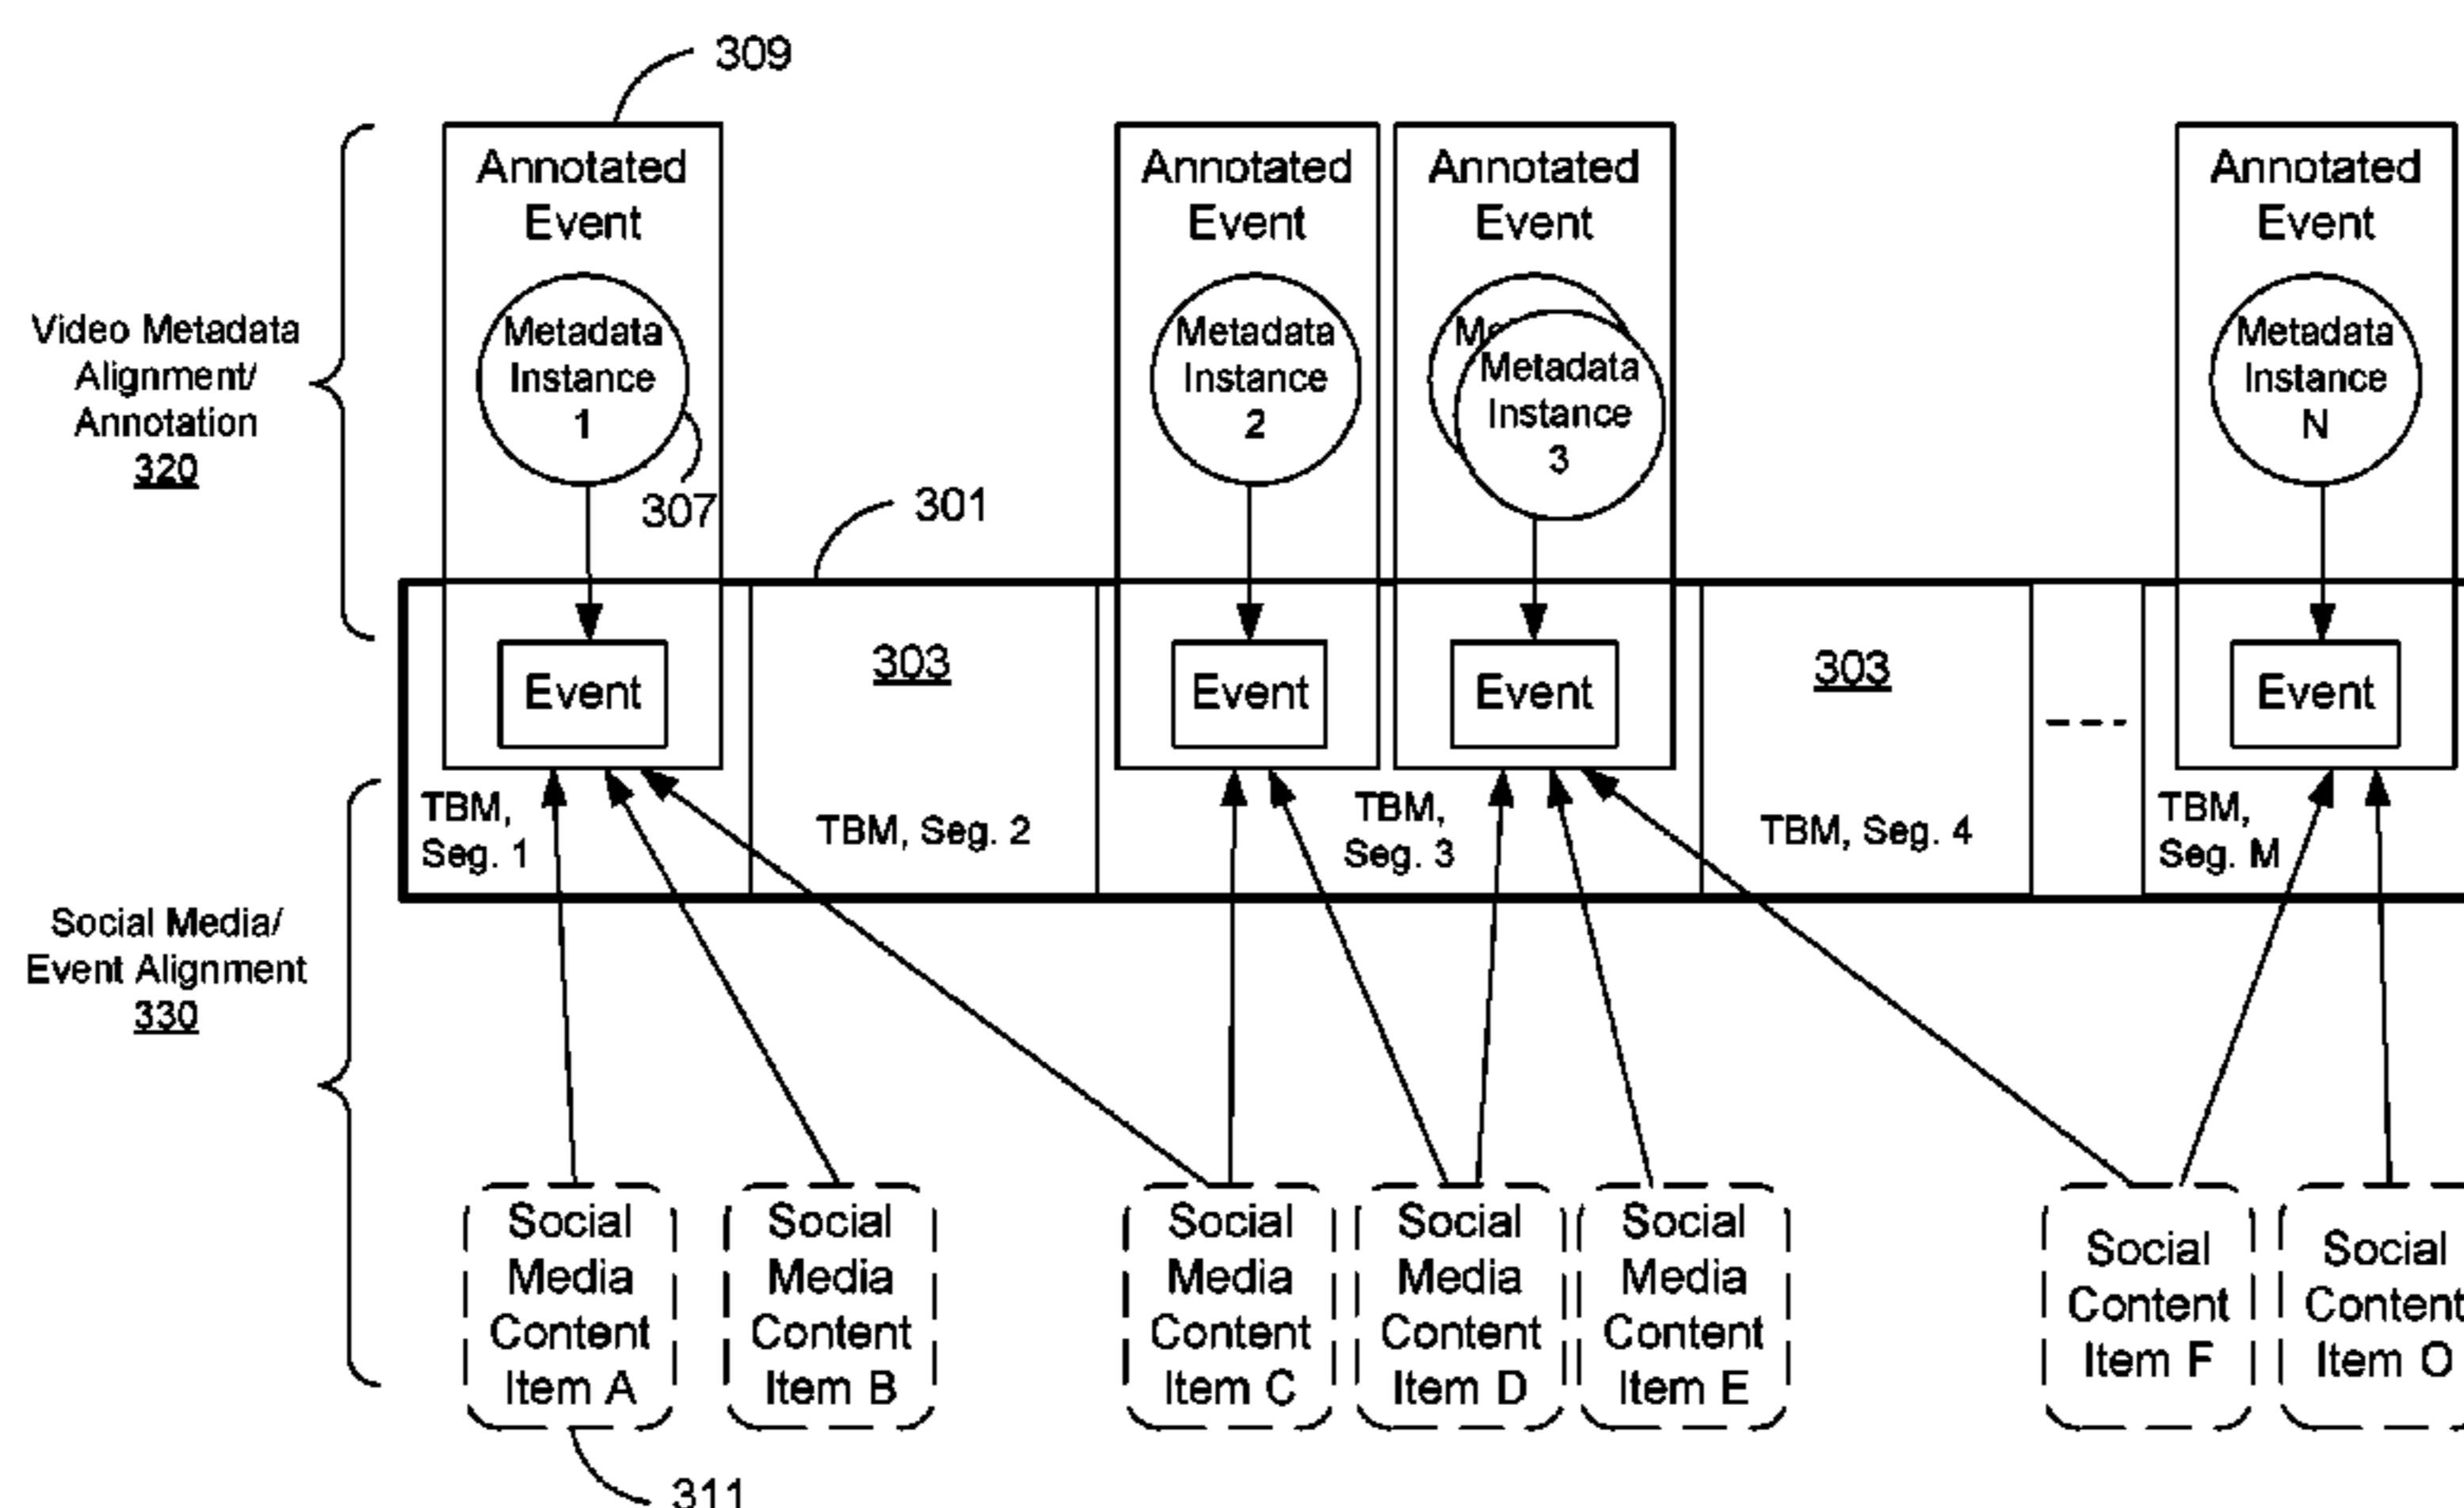 309
Annotated
Event
Metadata
Instance
1
307
Annotated
Event
Metadata
Instance
2
Annotated
Event
Metadata
Instance
3
Annotated
Event
Metadata
Instance
N
Video Metadata
Alignment/
Annotation
320
301
Event
303
Event
Event
303
----
Event
TBM,
Seg. 1
TBM, Seg. 2
TBM,
Seg. 3
TBM, Seg. 4
TBM,
Seg. M
Social Media/
Event Alignment
330
Social
Media
Content
Item A
Social
Media
Content
Item B
Social
Media
Content
Item C
Social
Media
Content
Item D
Social
Media
Content
Item E
Social
Content
Item F
Social
Content
Item O
311